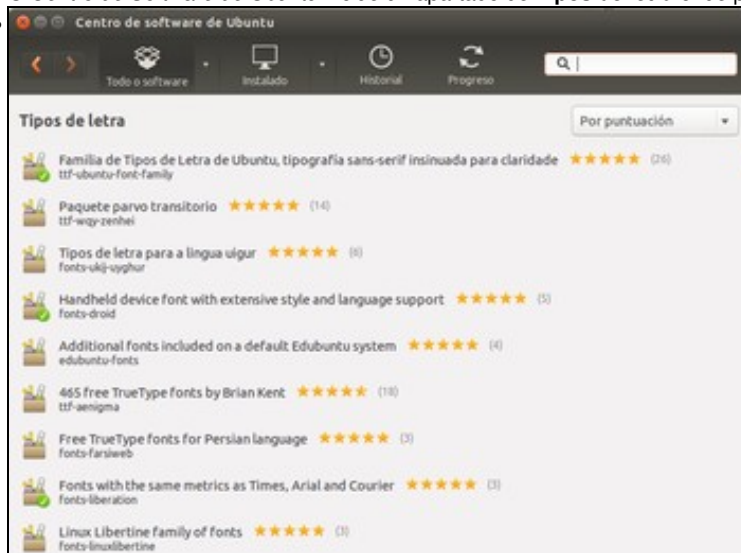 Centro de software de Ubuntu
Todo o software
Instalado
Historial
Progreso
Tipos de letra
Por puntuación
Familia de Tipos de Letra de Ubuntu, tipografía sans-serif insinuada para claridade (26)
ttf-ubuntu-font-family
Paquete parvo transitorio (14)
ttf-wqy-zenhei
Tipos de letra para a lingua uigur (6)
fonts-ukij-uyghur
Handheld device font with extensive style and language support (5)
fonts-droid
Additional fonts included on a default Edubuntu system (4)
edubuntu-fonts
465 free TrueType fonts by Brian Kent (18)
ttf-aenigma
Free TrueType fonts for Persian language (3)
fonts-farsiweb
Fonts with the same metrics as Times, Arial and Courier (3)
fonts-liberation
Linux Libertine family of fonts (3)
fonts-linuxlibertine